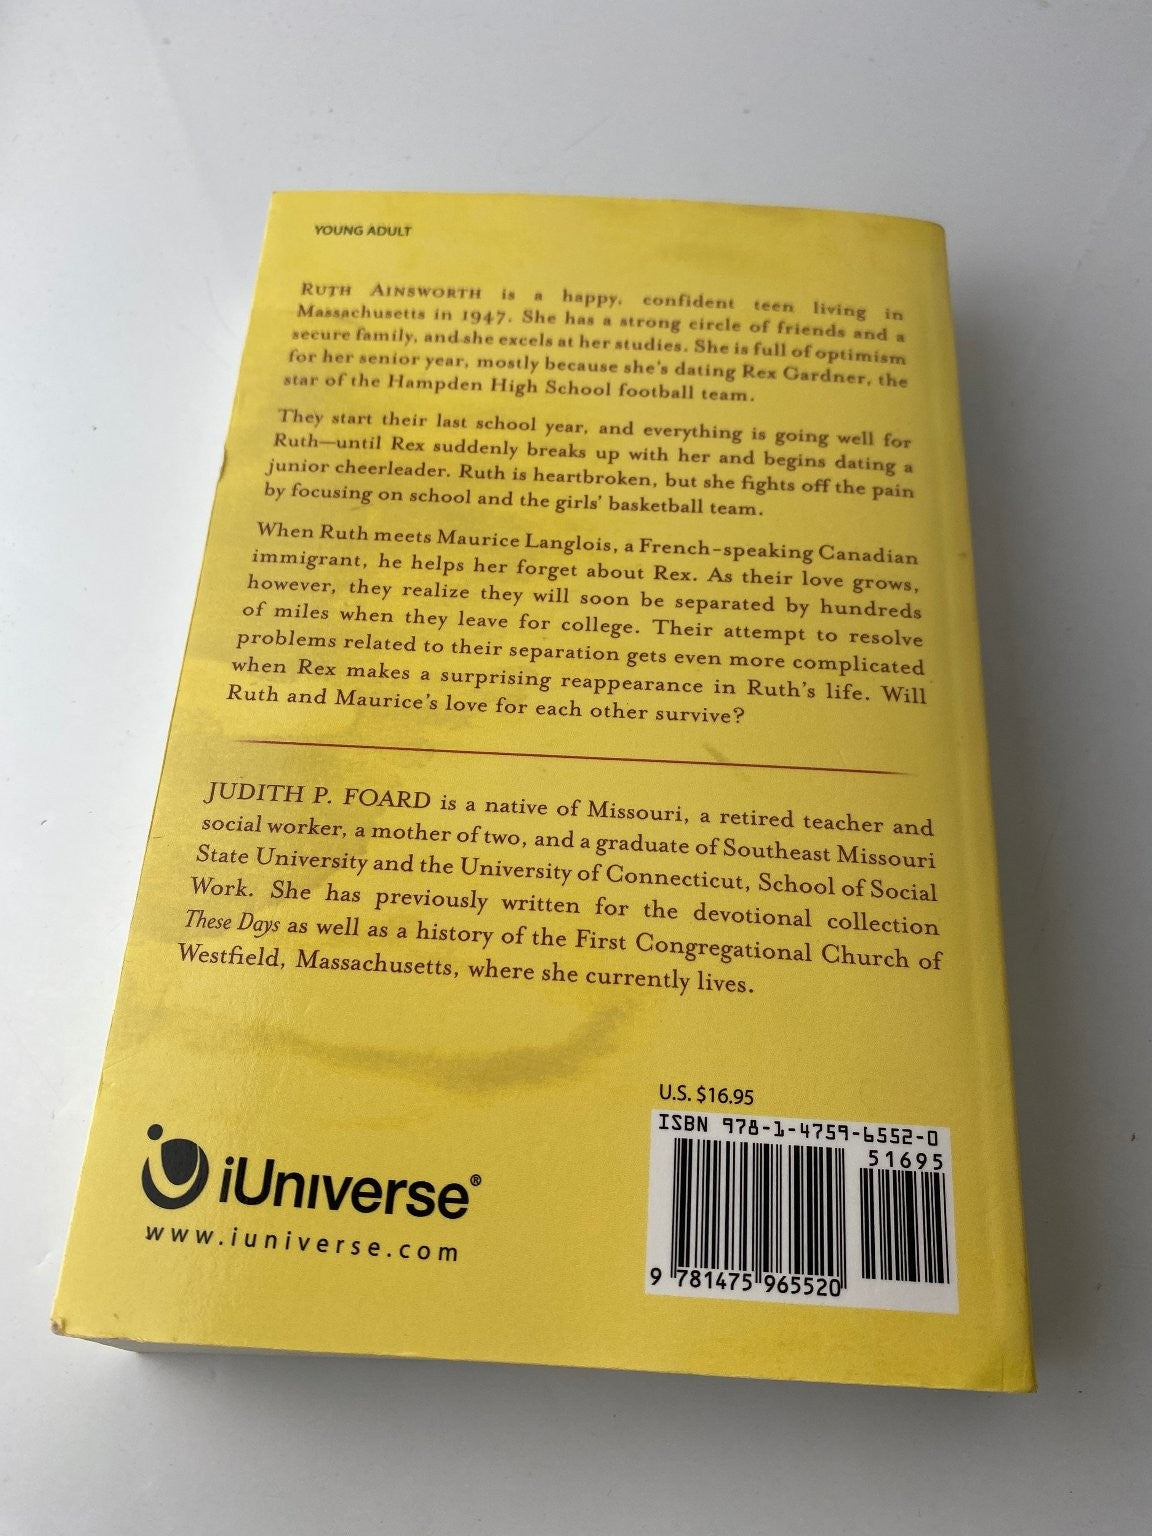 YOUNG ADULT
RUTH AINSWORTH is a happy, confident teen living in
Massachusetts in 1947. She has a strong circle of friends and a
secure family, and she excels at her studies. She is full of optimism
for her senior year, mostly because she's dating Rex Gardner, the
star of the Hampden High School football team.
They start their last school year, and everything is going well for
Ruth—until Rex suddenly breaks up with her and begins dating a
junior cheerleader. Ruth is heartbroken, but she fights off the pain
by focusing on school and the girls' basketball team.
When Ruth meets Maurice Langlois, a French-speaking Canadian
immigrant, he helps her forget about Rex. As their love grows,
however, they realize they will soon be separated by hundreds
of miles when they leave for college. Their attempt to resolve
problems related to their separation gets even more complicated
when Rex makes a surprising reappearance in Ruth's life. Will
Ruth and Maurice's love for each other survive?
JUDITH P. FOARD is a native of Missouri, a retired teacher and
social worker, a mother of two, and a graduate of Southeast Missouri
State University and the University of Connecticut, School of Social
Work. She has previously written for the devotional collection
These Days as well as a history of the First Congregational Church of
Westfield, Massachusetts, where she currently lives.
U.S. $16.95
ISBN 978-1-4759-6552-0
51695
9 781475 965520
iUniverse®
www.iuniverse.com